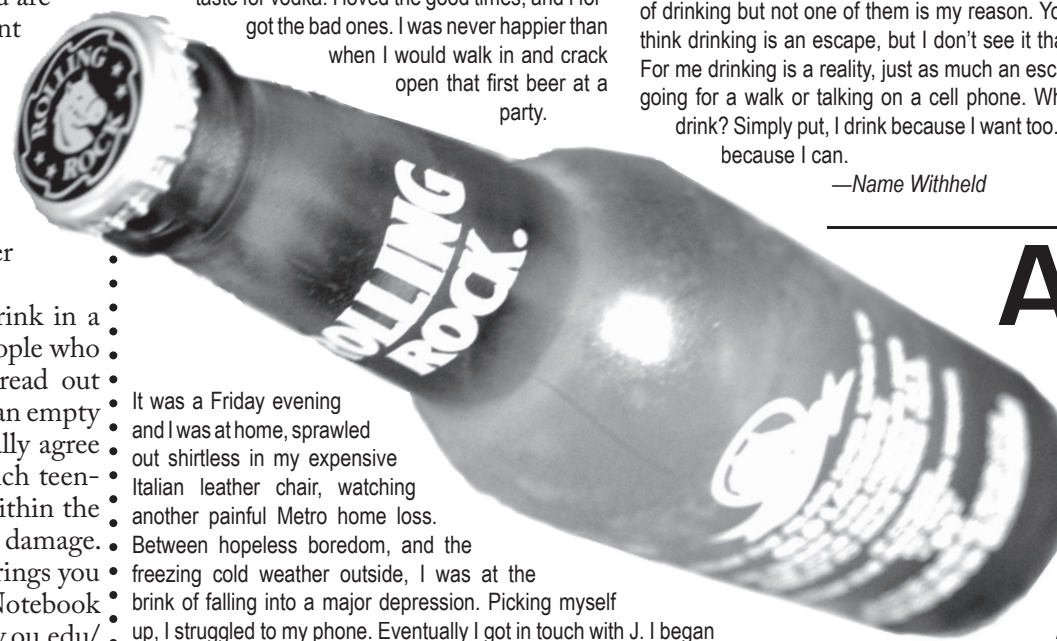 are
nt
er
rink in a
ople who
read out
an empty
ally agree
ch teen-
ithin the
damage.
rings you
Notebook
taste for vodka. I loved the good times, and I for-
got the bad ones. I was never happier than
when I would walk in and crack
open that first beer at a
party.
of drinking but not one of them is my reason. Yo
think drinking is an escape, but I don't see it tha
For me drinking is a reality, just as much an esc
going for a walk or talking on a cell phone. Wh
drink? Simply put, I drink because I want too.
because I can.
—Name Withheld
ROLLING
ROCK
ROLLING
ROCK.
A
It was a Friday evening
and I was at home, sprawled
out shirtless in my expensive
Italian leather chair, watching
another painful Metro home loss.
Between hopeless boredom, and the
freezing cold weather outside, I was at the
brink of falling into a major depression. Picking myself
up, I struggled to my phone. Eventually I got in touch with J. I began